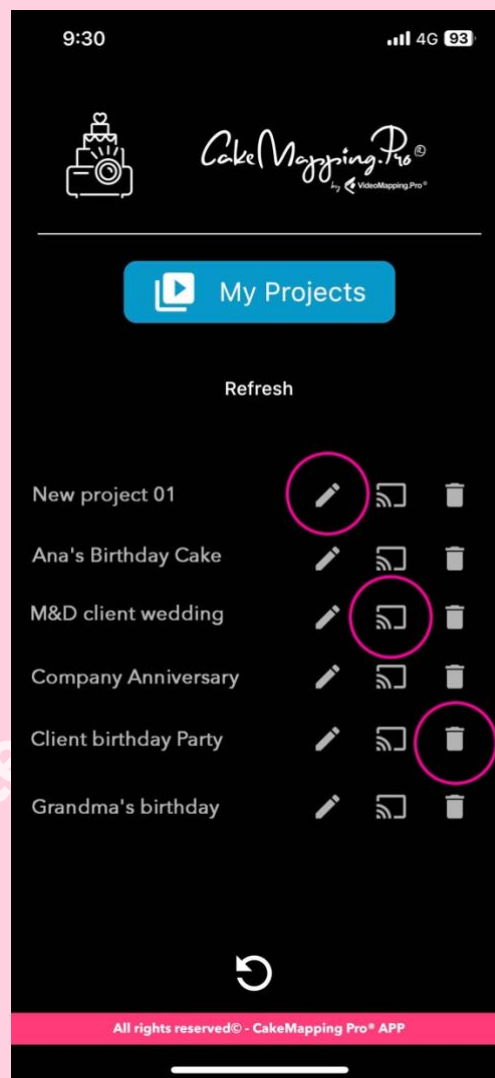 9:30
4G 93
CakeMapping.Pro®
by VideoMapping.Pro®
My Projects
Refresh
New project 01
Ana's Birthday Cake
M&D client wedding
Company Anniversary
Client birthday Party
Grandma's birthday
All rights reserved© - CakeMapping Pro® APP